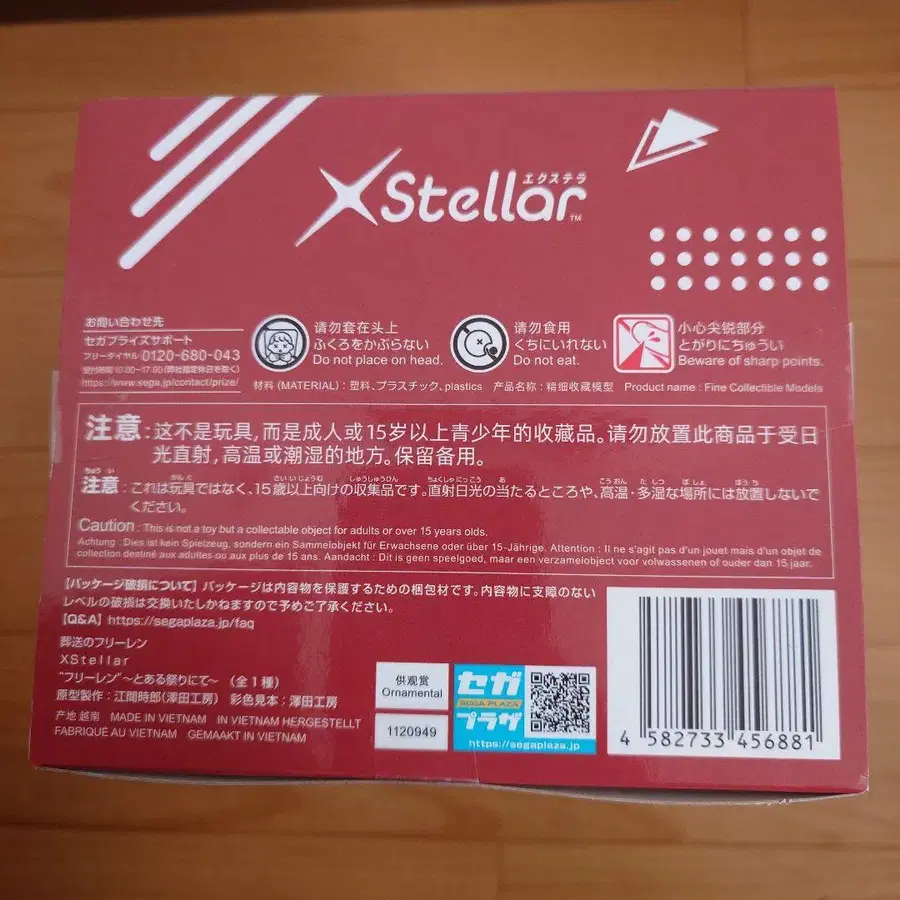 XStellar™
エクステラ
お問い合わせ先
セガプライズサポート
フリーダイヤル 0120-680-043
受付時間 10:00~17:00 (弊社指定休日を除く)
https://www.sega.jp/contact/prize/
请勿套在头上
ふくろをかぶらない
Do not place on head.
请勿食用
くちにいれない
Do not eat.
小心尖锐部分
とがりにちゅうい
Beware of sharp points.
材料 (MATERIAL) : 塑料、プラスチック、plastics 产品名称 : 精细收藏模型 Product name : Fine Collectible Models
注意 : 这不是玩具, 而是成人或15岁以上青少年的收藏品。请勿放置此商品于受日
光直射, 高温或潮湿的地方。保留备用。
注意 : これは玩具ではなく、15歳以上向けの収集品です。直射日光の当たるところや、高温・多湿な場所には放置しないで
ください。
Caution : This is not a toy but a collectable object for adults or over 15 years olds.
Achtung : Dies ist kein Spielzeug, sondern ein Sammelobjekt für Erwachsene oder über 15-Jährige. Attention : Il ne s'agit pas d'un jouet mais d'un objet de
collection destiné aux adultes ou aux plus de 15 ans. Aandacht : Dit is geen speelgoed, maar een verzamelobject voor volwassenen of ouder dan 15 jaar.
【パッケージ破損について】パッケージは内容物を保護するための梱包材です。内容物に支障のない
レベルの破損は交換いたしかねますので予めご了承ください。
【Q&A】https://segaplaza.jp/faq
葬送のフリーレン
XStellar
"フリーレン"～とある祭りにて～ (全1種)
原型製作 : 江間時郎(澤田工房) 彩色見本 : 澤田工房
产地 越南 MADE IN VIETNAM IN VIETNAM HERGESTELLT
FABRIQUÉ AU VIETNAM GEMAAKT IN VIETNAM
供观赏
Ornamental
1120949
セガ
SEGA PLAZA
プラザ
https://segaplaza.jp
4 582733 456881